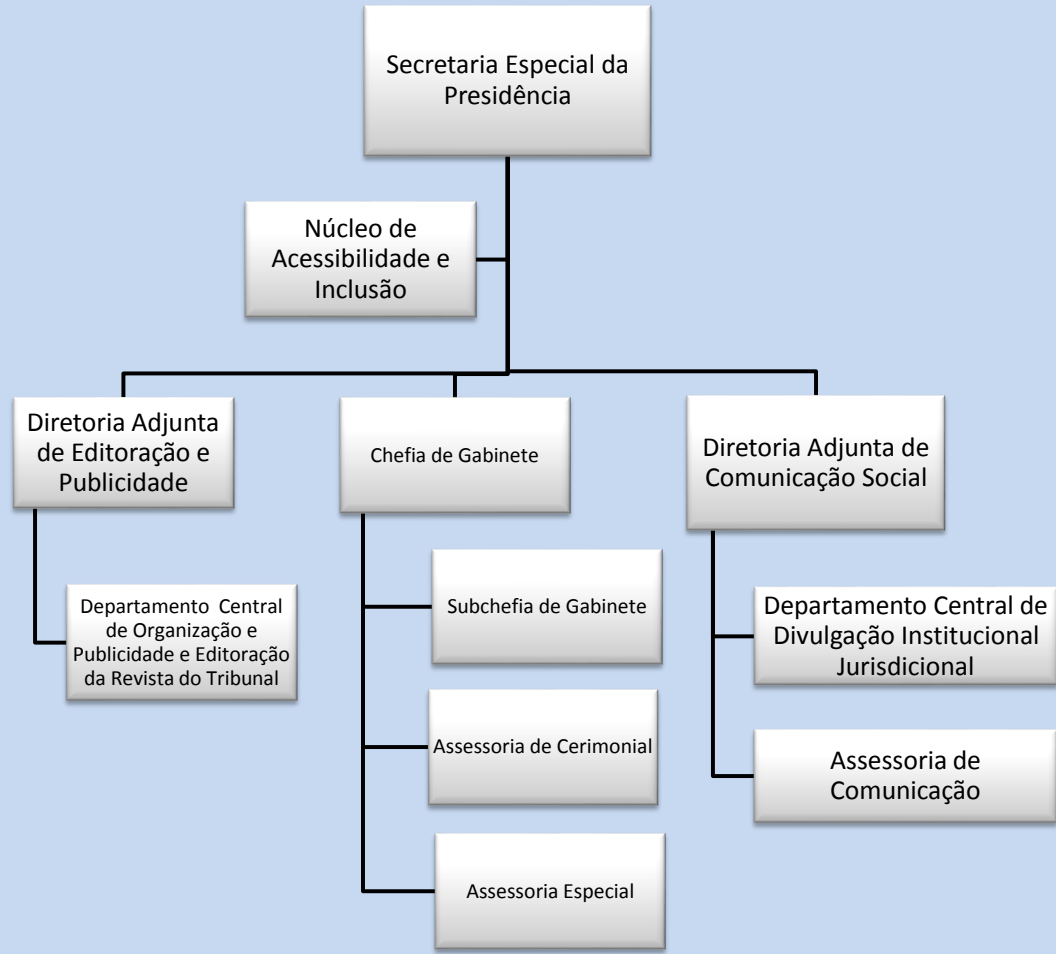 Secretaria Especial da
Presidência
Núcleo de
Acessibilidade e
Inclusão
Diretoria Adjunta
de Editoração e
Publicidade
Chefia de Gabinete
Diretoria Adjunta de
Comunicação Social
Departamento Central
de Organização e
Publicidade e Editoração
da Revista do Tribunal
Subchefia de Gabinete
Assessoria de Cerimonial
Assessoria Especial
Departamento Central de
Divulgação Institucional
Jurisdicional
Assessoria de
Comunicação